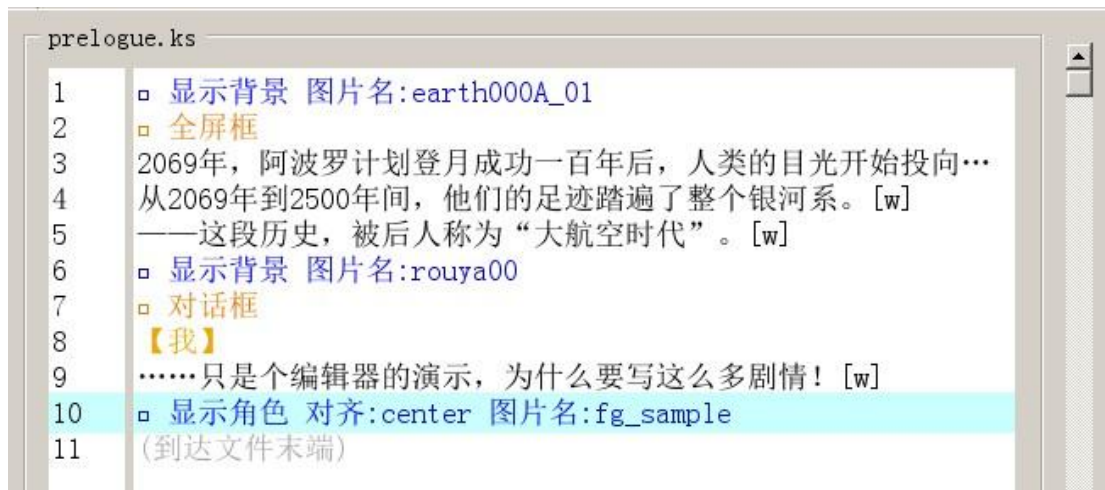 prelogue.ks
1 ▫ 显示背景 图片名:earth000A_01
2 ▫ 全屏框
3 2069年，阿波罗计划登月成功一百年后，人类的目光开始投向…
4 从2069年到2500年间，他们的足迹踏遍了整个银河系。[w]
5 ——这段历史，被后人称为“大航空时代”。[w]
6 ▫ 显示背景 图片名:rouya00
7 ▫ 对话框
8 【我】
9 ……只是个编辑器的演示，为什么要写这么多剧情！[w]
10 ▫ 显示角色 对齐:center 图片名:fg_sample
11 (到达文件末端)